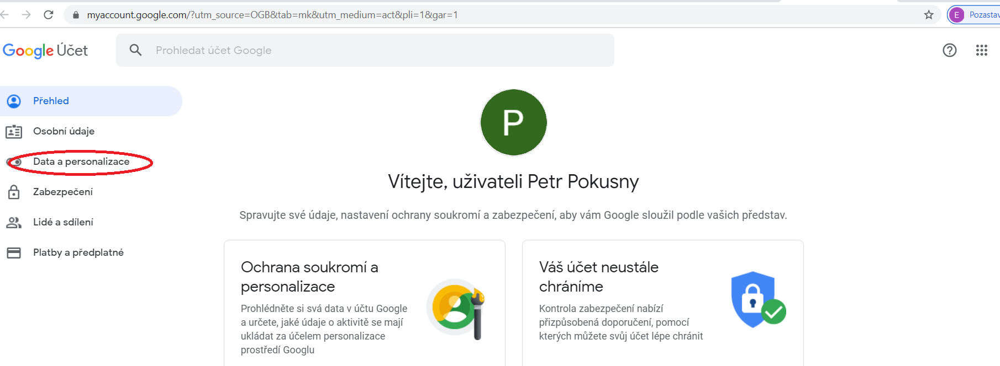 myaccount.google.com/?utm_source=OGB&tab=mk&utm_medium=act&pli=1&gar=1
E
Google Účet
Prohledat účet Google
Přehled
Osobní údaje
Data a personalizace
Zabezpečení
Lidé a sdílení
Platby a předplatné
P
Vítejte, uživateli Petr Pokusny
Spravujte své údaje, nastavení ochrany soukromí a zabezpečení, aby vám Google sloužil podle vašich představ.
Ochrana soukromí a
personalizace
Prohlédněte si svá data v účtu Google
a určete, jaké údaje o aktivitě se mají
ukládat za účelem personalizace
prostředí Googlu
Váš účet neustále
chráníme
Kontrola zabezpečení nabízí
přizpůsobená doporučení, pomocí
kterých můžete svůj účet lépe chránit